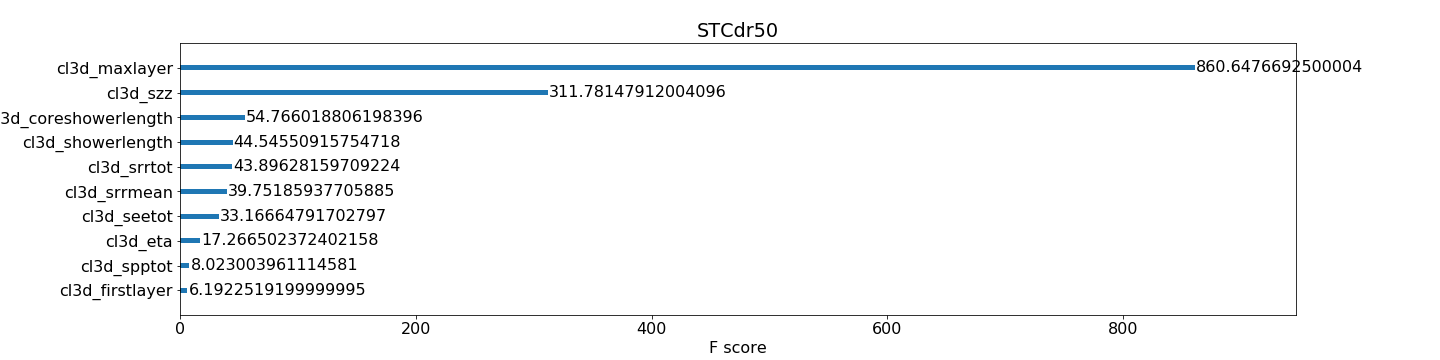 STCdr50
cl3d_maxlayer 860.6476692500004
cl3d_szz 311.78147912004096
3d_coreshowerlength 54.766018806198396
cl3d_showerlength 44.54550915754718
cl3d_srrtot 43.89628159709224
cl3d_srrmean 39.75185937705885
cl3d_seetot 33.16664791702797
cl3d_eta 17.266502372402158
cl3d_spptot 8.023003961114581
cl3d_firstlayer 6.1922519199999995
0 200 400 600 800
F score